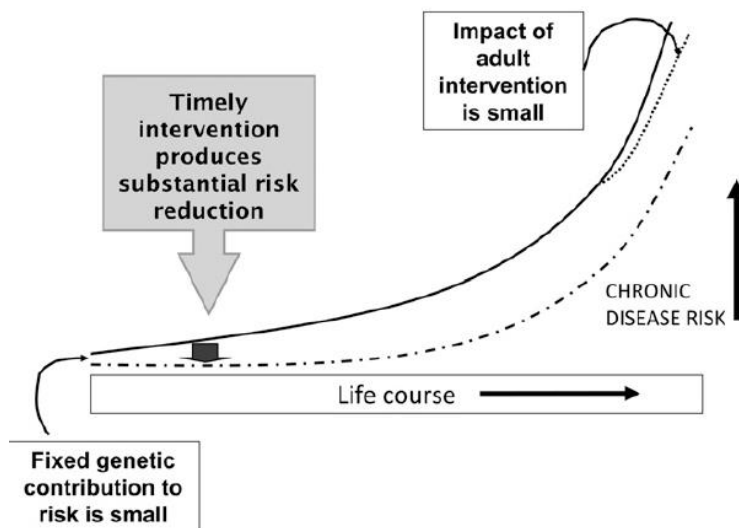 Impact of
adult
intervention
is small
Timely
intervention
produces
substantial risk
reduction
CHRONIC
DISEASE RISK
Life course
Fixed genetic
contribution to
risk is small